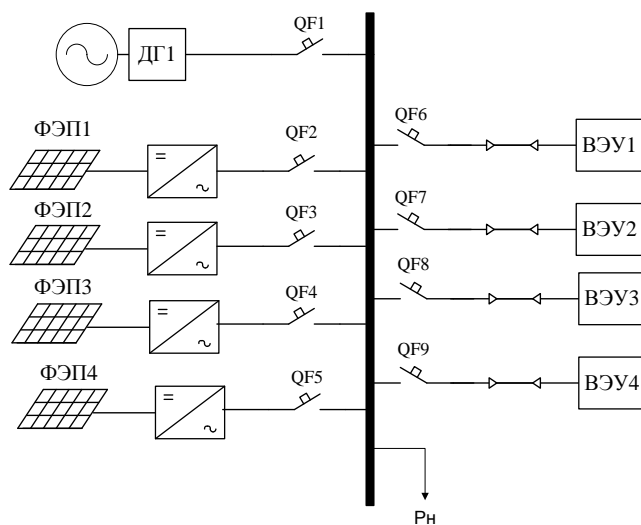 QF1
ДГ1
ФЭП1
QF2
QF6
ВЭУ1
=
~
ФЭП2
QF3
QF7
ВЭУ2
=
~
ФЭП3
QF4
QF8
ВЭУ3
=
~
ФЭП4
QF5
QF9
ВЭУ4
=
~
Рн